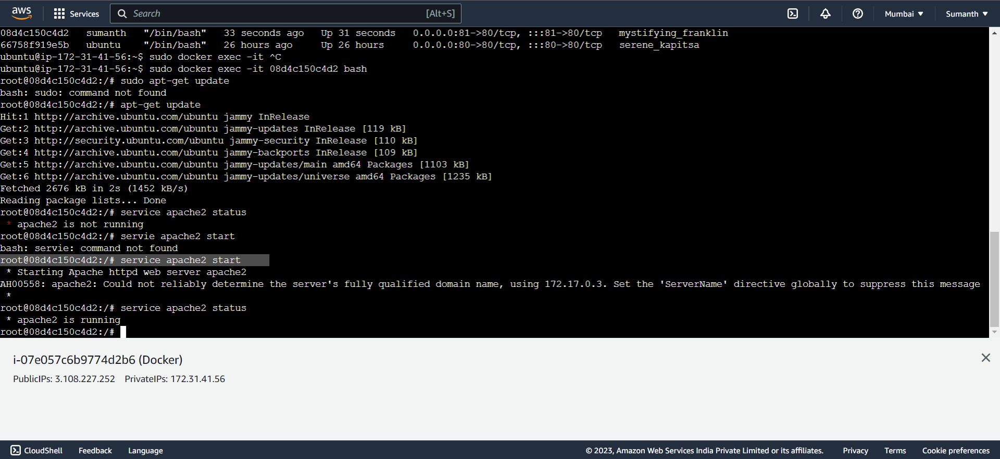 aws Services Search [Alt+S] Mumbai ▼ Sumanth ▼
08d4c150c4d2   sumanth   "/bin/bash"   33 seconds ago   Up 31 seconds   0.0.0.0:81->80/tcp, :::81->80/tcp   mystifying_franklin
66758f919e5b   ubuntu    "/bin/bash"   26 hours ago     Up 26 hours     0.0.0.0:80->80/tcp, :::80->80/tcp   serene_kapitsa
ubuntu@ip-172-31-41-56:~$ sudo docker exec -it ^C
ubuntu@ip-172-31-41-56:~$ sudo docker exec -it 08d4c150c4d2 bash
root@08d4c150c4d2:/# sudo apt-get update
bash: sudo: command not found
root@08d4c150c4d2:/# apt-get update
Hit:1 http://archive.ubuntu.com/ubuntu jammy InRelease
Get:2 http://archive.ubuntu.com/ubuntu jammy-updates InRelease [119 kB]
Get:3 http://security.ubuntu.com/ubuntu jammy-security InRelease [110 kB]
Get:4 http://archive.ubuntu.com/ubuntu jammy-backports InRelease [109 kB]
Get:5 http://archive.ubuntu.com/ubuntu jammy-updates/main amd64 Packages [1103 kB]
Get:6 http://archive.ubuntu.com/ubuntu jammy-updates/universe amd64 Packages [1235 kB]
Fetched 2676 kB in 2s (1452 kB/s)
Reading package lists... Done
root@08d4c150c4d2:/# service apache2 status
 * apache2 is not running
root@08d4c150c4d2:/# servie apache2 start
bash: servie: command not found
root@08d4c150c4d2:/# service apache2 start
 * Starting Apache httpd web server apache2
AH00558: apache2: Could not reliably determine the server's fully qualified domain name, using 172.17.0.3. Set the 'ServerName' directive globally to suppress this message
 *
root@08d4c150c4d2:/# service apache2 status
 * apache2 is running
root@08d4c150c4d2:/#
i-07e057c6b9774d2b6 (Docker)
PublicIPs: 3.108.227.252 PrivateIPs: 172.31.41.56
CloudShell Feedback Language © 2023, Amazon Web Services India Private Limited or its affiliates. Privacy Terms Cookie preferences